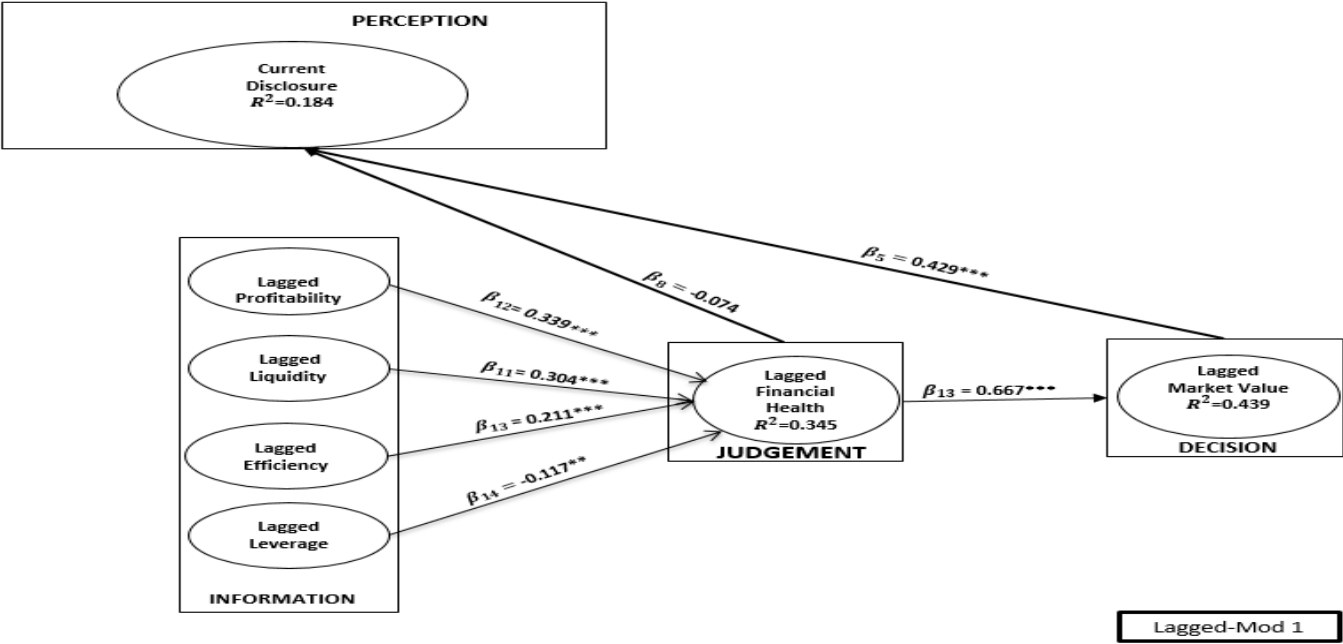 PERCEPTION
Current
Disclosure
R²=0.184
β₅ = 0.429***
β₈ = -0.074
Lagged
Profitability
β₁₂= 0.339***
Lagged
Liquidity
β₁₁= 0.304***
Lagged
Efficiency
β₁₃ = 0.211***
Lagged
Leverage
β₁₄ = -0.117**
INFORMATION
Lagged
Financial
Health
R²=0.345
JUDGEMENT
β₁₃ = 0.667***
Lagged
Market Value
R²=0.439
DECISION
Lagged-Mod 1